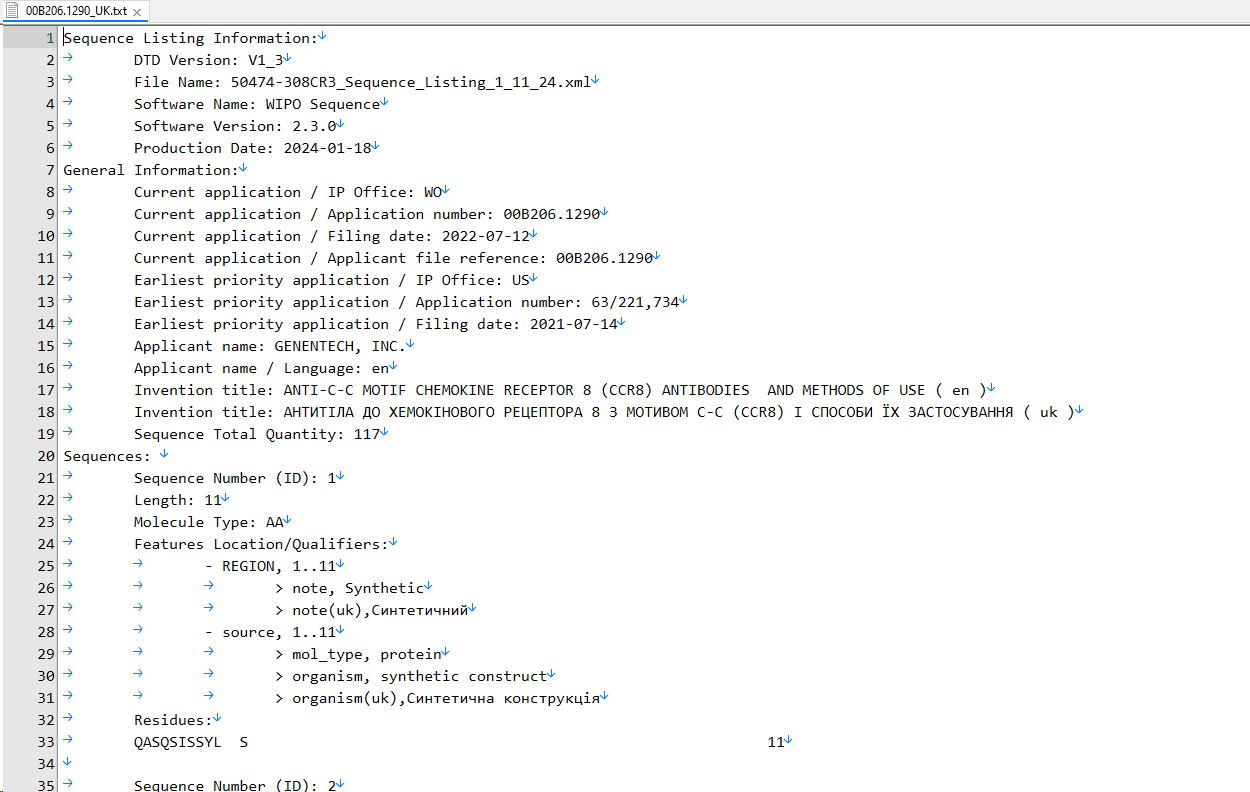 00B206.1290_UK.txt
1 Sequence Listing Information:
2 DTD Version: V1_3
3 File Name: 50474-308CR3_Sequence_Listing_1_11_24.xml
4 Software Name: WIPO Sequence
5 Software Version: 2.3.0
6 Production Date: 2024-01-18
7 General Information:
8 Current application / IP Office: WO
9 Current application / Application number: 00B206.1290
10 Current application / Filing date: 2022-07-12
11 Current application / Applicant file reference: 00B206.1290
12 Earliest priority application / IP Office: US
13 Earliest priority application / Application number: 63/221,734
14 Earliest priority application / Filing date: 2021-07-14
15 Applicant name: GENENTECH, INC.
16 Applicant name / Language: en
17 Invention title: ANTI-C-C MOTIF CHEMOKINE RECEPTOR 8 (CCR8) ANTIBODIES  AND METHODS OF USE ( en )
18 Invention title: АНТИТІЛА ДО ХЕМОКІНОВОГО РЕЦЕПТОРА 8 З МОТИВОМ C-C (CCR8) І СПОСОБИ ЇХ ЗАСТОСУВАННЯ ( uk )
19 Sequence Total Quantity: 117
20 Sequences:
21 Sequence Number (ID): 1
22 Length: 11
23 Molecule Type: AA
24 Features Location/Qualifiers:
25 - REGION, 1..11
26 > note, Synthetic
27 > note(uk),Синтетичний
28 - source, 1..11
29 > mol_type, protein
30 > organism, synthetic construct
31 > organism(uk),Синтетична конструкція
32 Residues:
33 QASQSISSYL  S 11
34
35 Sequence Number (ID): 2